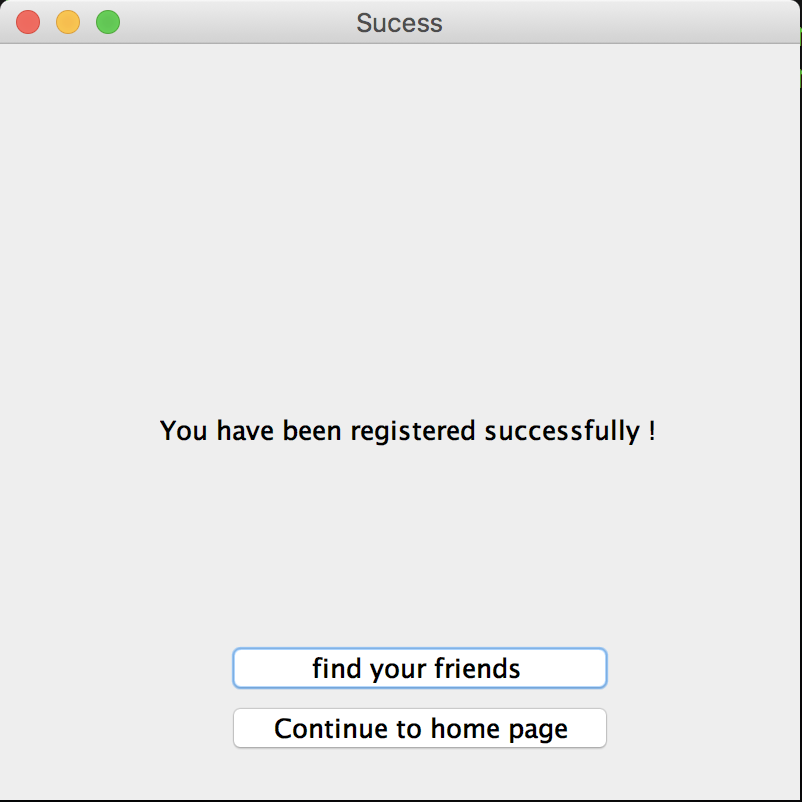 Sucess
You have been registered successfully !
find your friends
Continue to home page